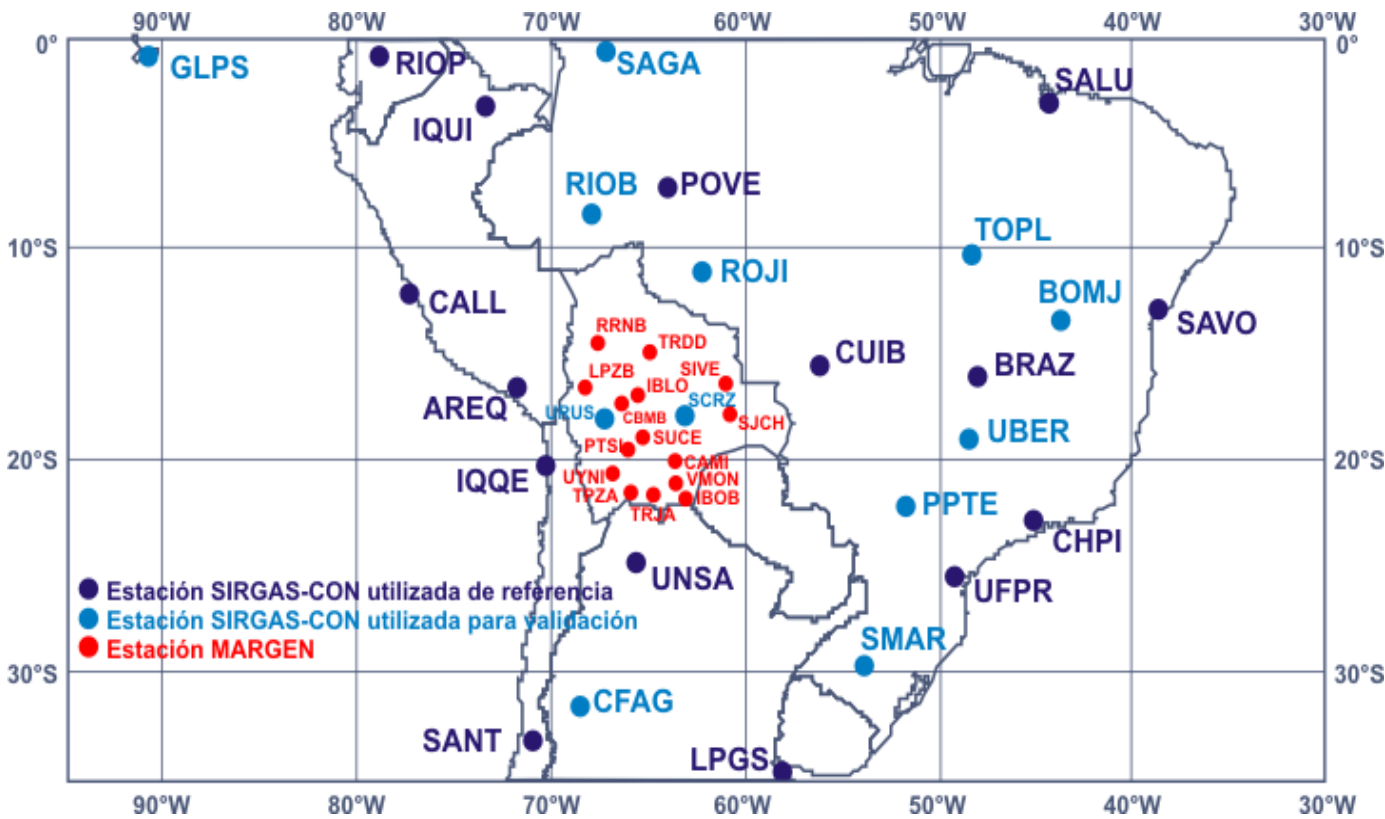 90°W 80°W 70°W 60°W 50°W 40°W 30°W
0° 0°
GLPS
RIOP
SAGA
SALU
IQUI
RIOB
POVE
TOPL
10°S 10°S
ROJI
BOMJ
CALL
SAVO
RRNB
TRDD
CUIB
BRAZ
LPZB
SIVE
IBLO
AREQ
URUS
CBMB
SCRZ
SJCH
UBER
PTSI
SUCE
20°S 20°S
IQQE
CAMI
UYNI
VMON
TPZA
IBOB
PPTE
TRJA
CHPI
UNSA
UFPR
Estación SIRGAS-CON utilizada de referencia
Estación SIRGAS-CON utilizada para validación
Estación MARGEN
SMAR
30°S 30°S
CFAG
SANT
LPGS
90°W 80°W 70°W 60°W 50°W 40°W 30°W